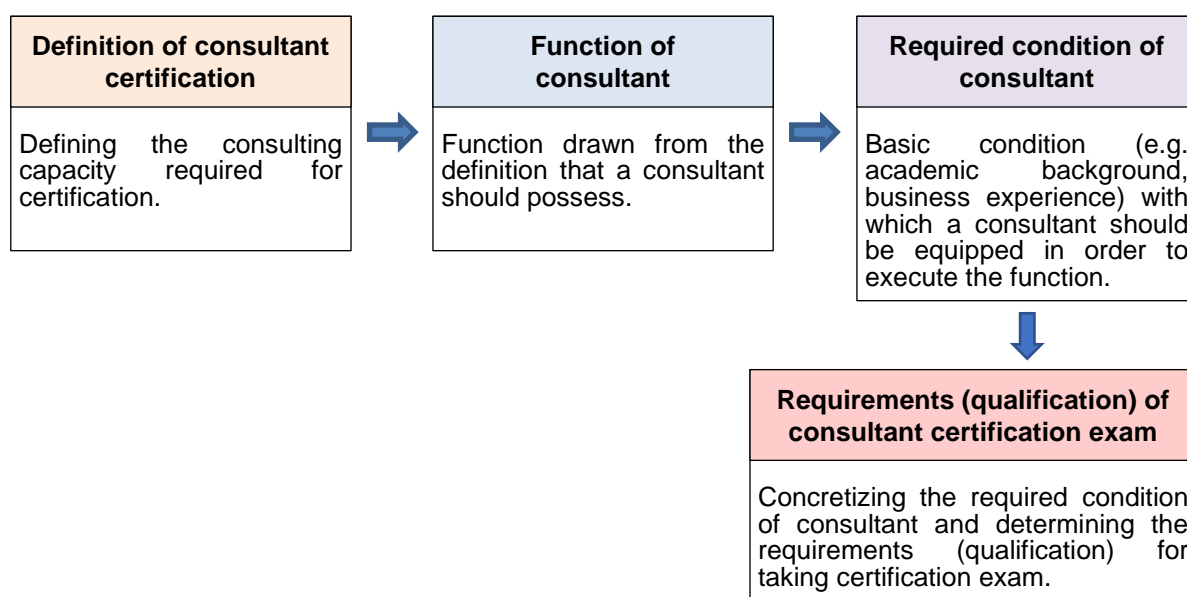 Definition of consultant
certification
Defining the consulting
capacity required for
certification.
Function of
consultant
Function drawn from the
definition that a consultant
should possess.
Required condition of
consultant
Basic condition (e.g.
academic background,
business experience) with
which a consultant should
be equipped in order to
execute the function.
Requirements (qualification) of
consultant certification exam
Concretizing the required condition
of consultant and determining the
requirements (qualification) for
taking certification exam.